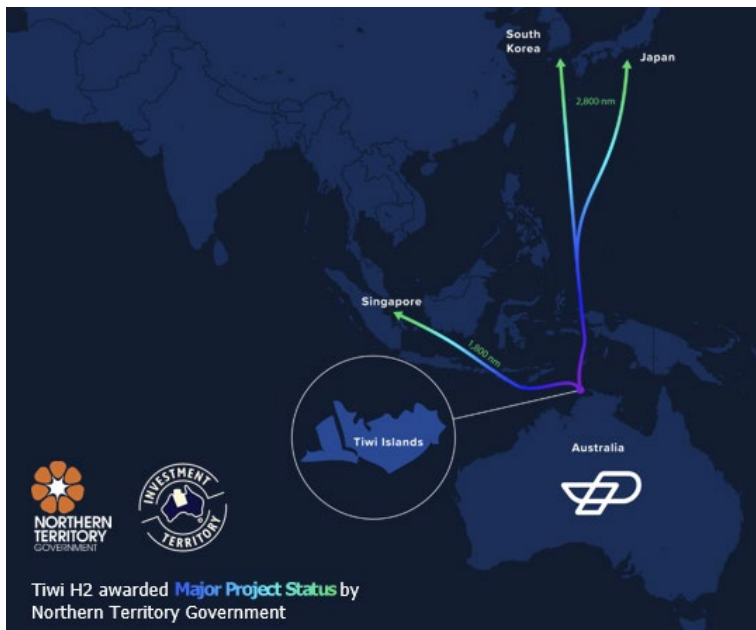 South
Korea
Japan
2,800 nm
Singapore
1,800 nm
Tiwi Islands
Australia
NORTHERN
TERRITORY
GOVERNMENT
INVESTMENT
TERRITORY
Tiwi H2 awarded Major Project Status by
Northern Territory Government